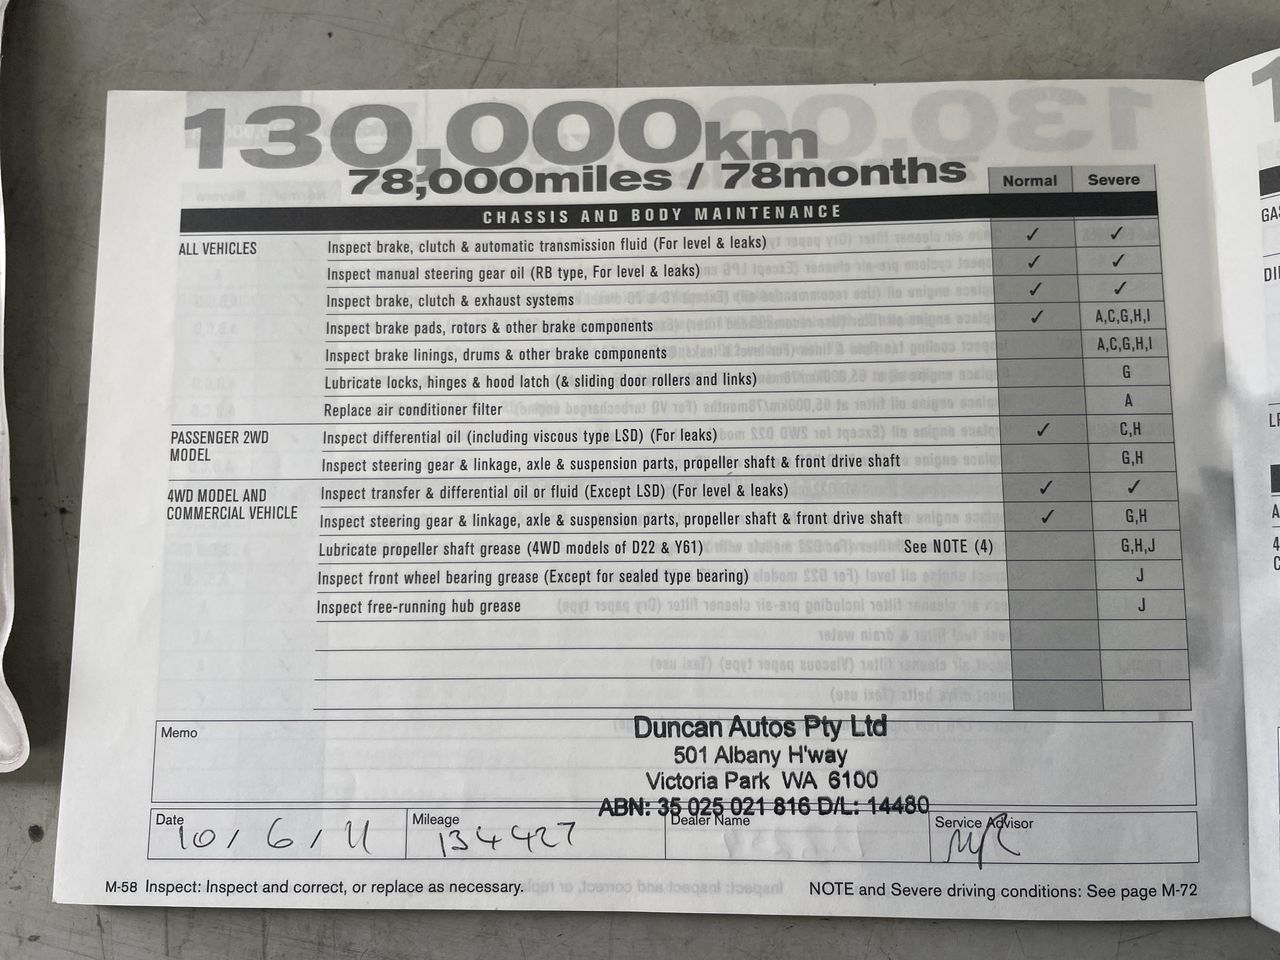 130,000km
78,000miles / 78months
Normal Severe
CHASSIS AND BODY MAINTENANCE
ALL VEHICLES Inspect brake, clutch & automatic transmission fluid (For level & leaks) ✓ ✓
Inspect manual steering gear oil (RB type, For level & leaks) ✓ ✓
Inspect brake, clutch & exhaust systems ✓ ✓
Inspect brake pads, rotors & other brake components ✓ A,C,G,H,I
Inspect brake linings, drums & other brake components A,C,G,H,I
Lubricate locks, hinges & hood latch (& sliding door rollers and links) G
Replace air conditioner filter A
PASSENGER 2WD Inspect differential oil (including viscous type LSD) (For leaks) ✓ C,H
MODEL Inspect steering gear & linkage, axle & suspension parts, propeller shaft & front drive shaft G,H
4WD MODEL AND Inspect transfer & differential oil or fluid (Except LSD) (For level & leaks) ✓ ✓
COMMERCIAL VEHICLE Inspect steering gear & linkage, axle & suspension parts, propeller shaft & front drive shaft ✓ G,H
Lubricate propeller shaft grease (4WD models of D22 & Y61) See NOTE (4) G,H,J
Inspect front wheel bearing grease (Except for sealed type bearing) J
Inspect free-running hub grease J
Memo
Duncan Autos Pty Ltd
501 Albany H'way
Victoria Park WA 6100
ABN: 35 025 021 816 D/L: 14480
Date Mileage Dealer Name Service Advisor
10/6/11 134427
M-58 Inspect: Inspect and correct, or replace as necessary. NOTE and Severe driving conditions: See page M-72